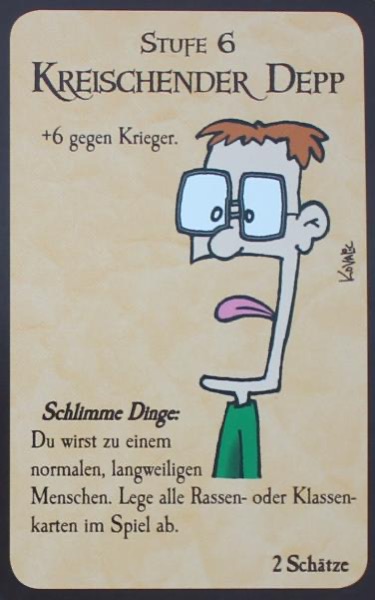 Stufe 6
Kreischender Depp
+6 gegen Krieger.
Kovalic
Schlimme Dinge:
Du wirst zu einem
normalen, langweiligen
Menschen. Lege alle Rassen- oder Klassen-
karten im Spiel ab.
2 Schätze